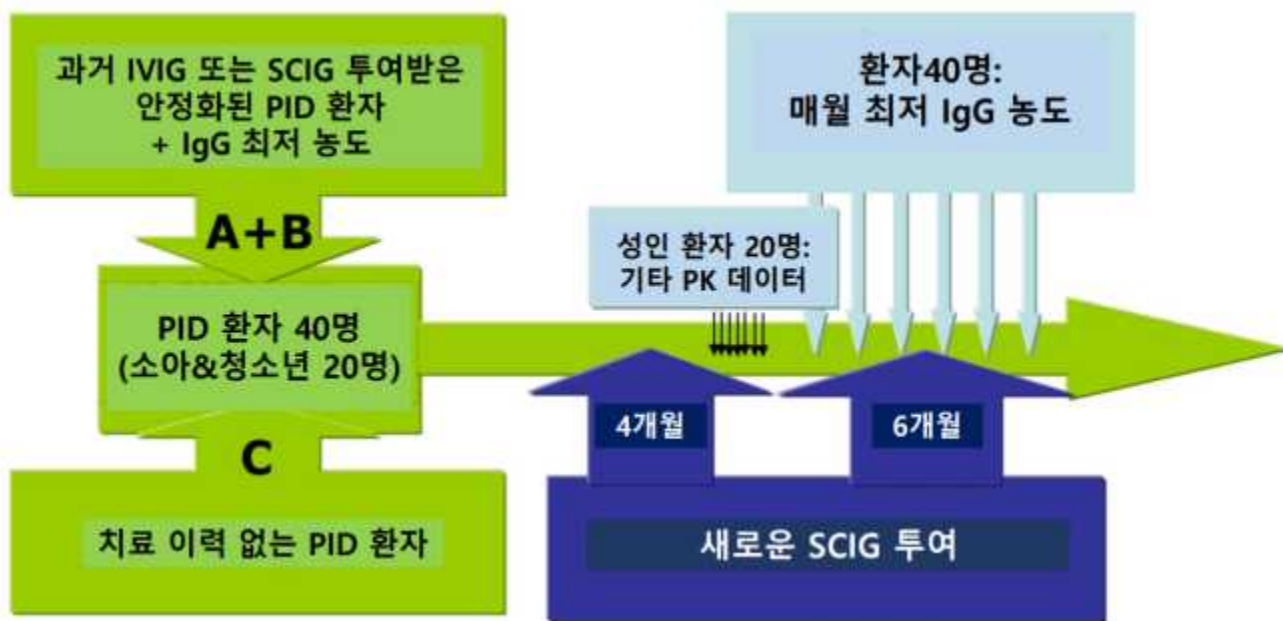 과거 IVIG 또는 SCIG 투여받은
안정화된 PID 환자
+ IgG 최저 농도
A+B
PID 환자 40명
(소아&청소년 20명)
C
치료 이력 없는 PID 환자
환자40명:
매월 최저 IgG 농도
성인 환자 20명:
기타 PK 데이터
4개월
6개월
새로운 SCIG 투여